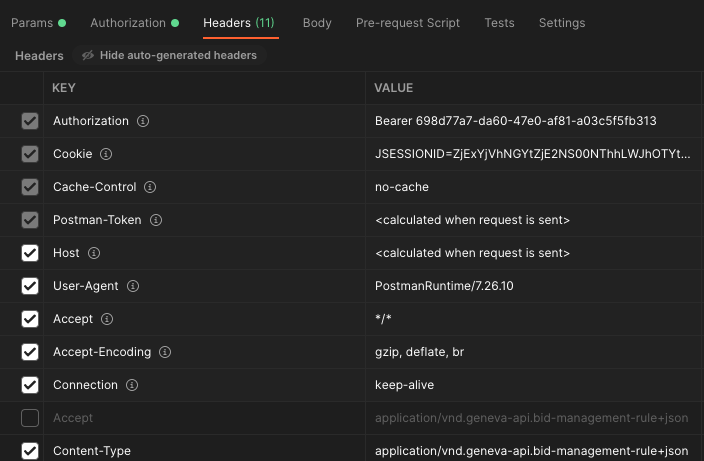 Params Authorization Headers (11) Body Pre-request Script Tests Settings
Headers Hide auto-generated headers
KEY VALUE
Authorization Bearer 698d77a7-da60-47e0-af81-a03c5f5fb313
Cookie JSESSIONID=ZjExYjVhNGYtZjE2NS00NThhLWJhOTYt...
Cache-Control no-cache
Postman-Token <calculated when request is sent>
Host <calculated when request is sent>
User-Agent PostmanRuntime/7.26.10
Accept */*
Accept-Encoding gzip, deflate, br
Connection keep-alive
Accept application/vnd.geneva-api.bid-management-rule+json
Content-Type application/vnd.geneva-api.bid-management-rule+json